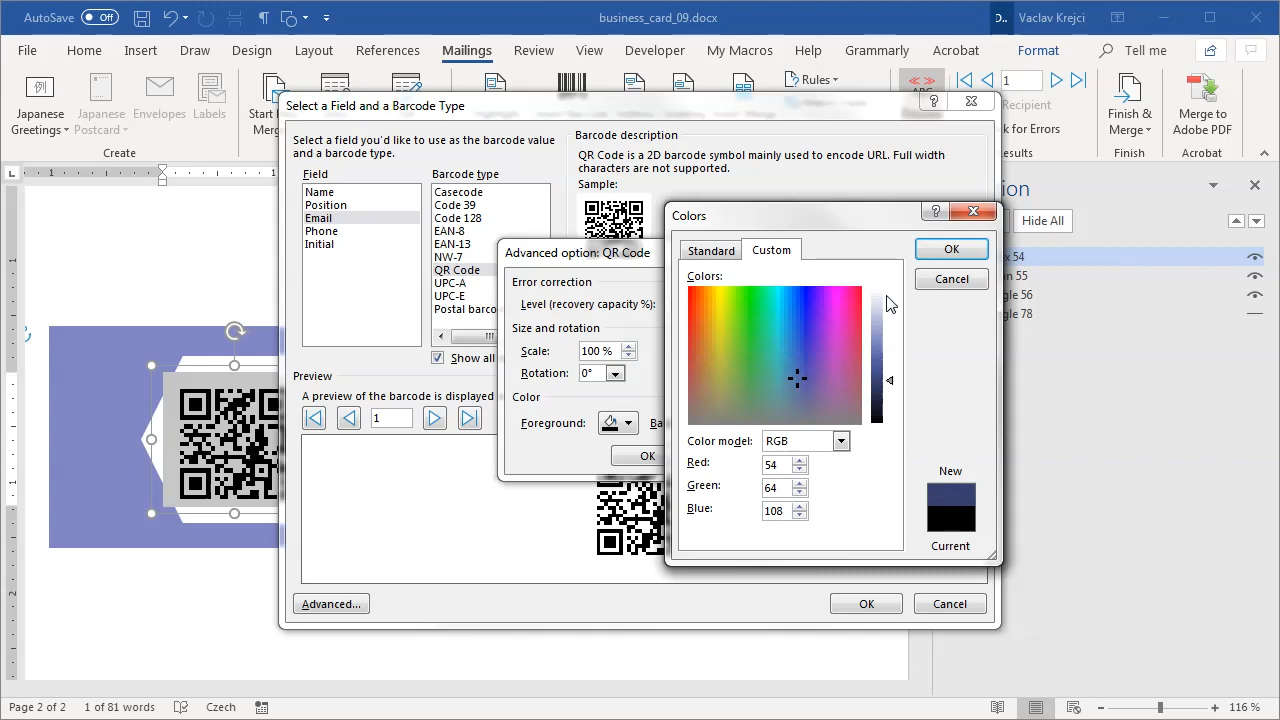 AutoSave Off
business_card_09.docx
D..
Vaclav Krejci
File Home Insert Draw Design Layout References Mailings Review View Developer My Macros Help Grammarly Acrobat Format Tell me
Japanese Greetings
Chinese Postcard
Envelopes
Labels
Start
Rules
1
Recipient
k for Errors
Finish & Merge
Merge to Adobe PDF
Create
Finish
Acrobat
Select a Field and a Barcode Type
Select a field you'd like to use as the barcode value and a barcode type.
Field
Name
Position
Email
Phone
Initial
Barcode type
Casecode
Code 39
Code 128
EAN-8
EAN-13
NW-7
QR Code
UPC-A
UPC-E
Postal barco
Show all
Barcode description
QR Code is a 2D barcode symbol mainly used to encode URL. Full width
characters are not supported.
Sample:
Preview
A preview of the barcode is displayed
1
Advanced...
OK
Cancel
Advanced option: QR Code
Error correction
Level (recovery capacity %):
Size and rotation
Scale: 100 %
Rotation: 0°
Color
Foreground:
Ba
OK
Colors
Standard
Custom
Colors:
Color model: RGB
Red: 54
Green: 64
Blue: 108
OK
Cancel
New
Current
Hide All
x 54
n 55
gle 56
gle 78
Page 2 of 2
1 of 81 words
Czech
116 %